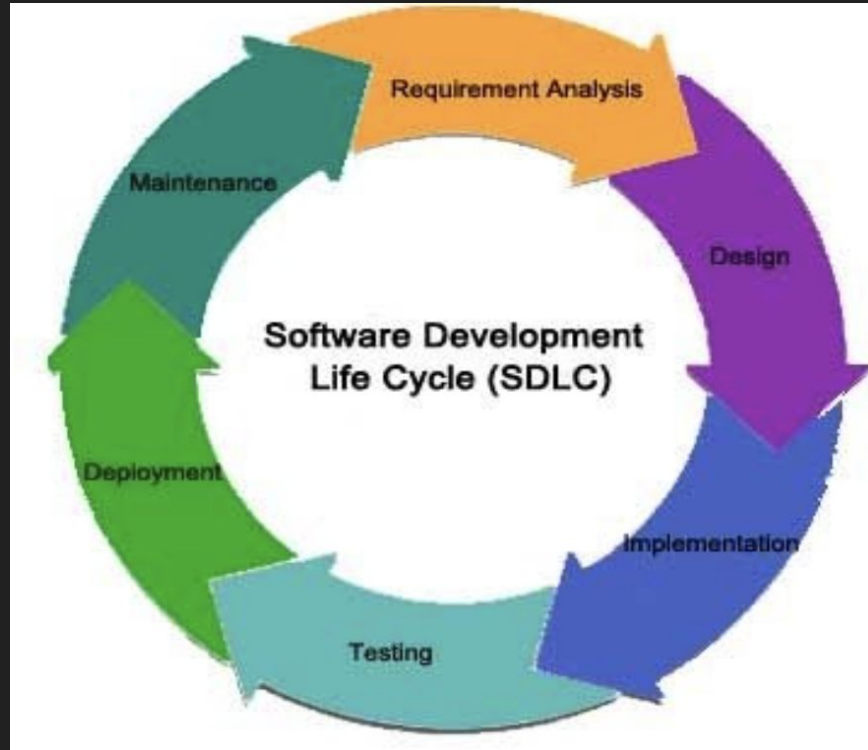 Requirement Analysis
Design
Implementation
Testing
Deployment
Maintenance
Software Development
Life Cycle (SDLC)